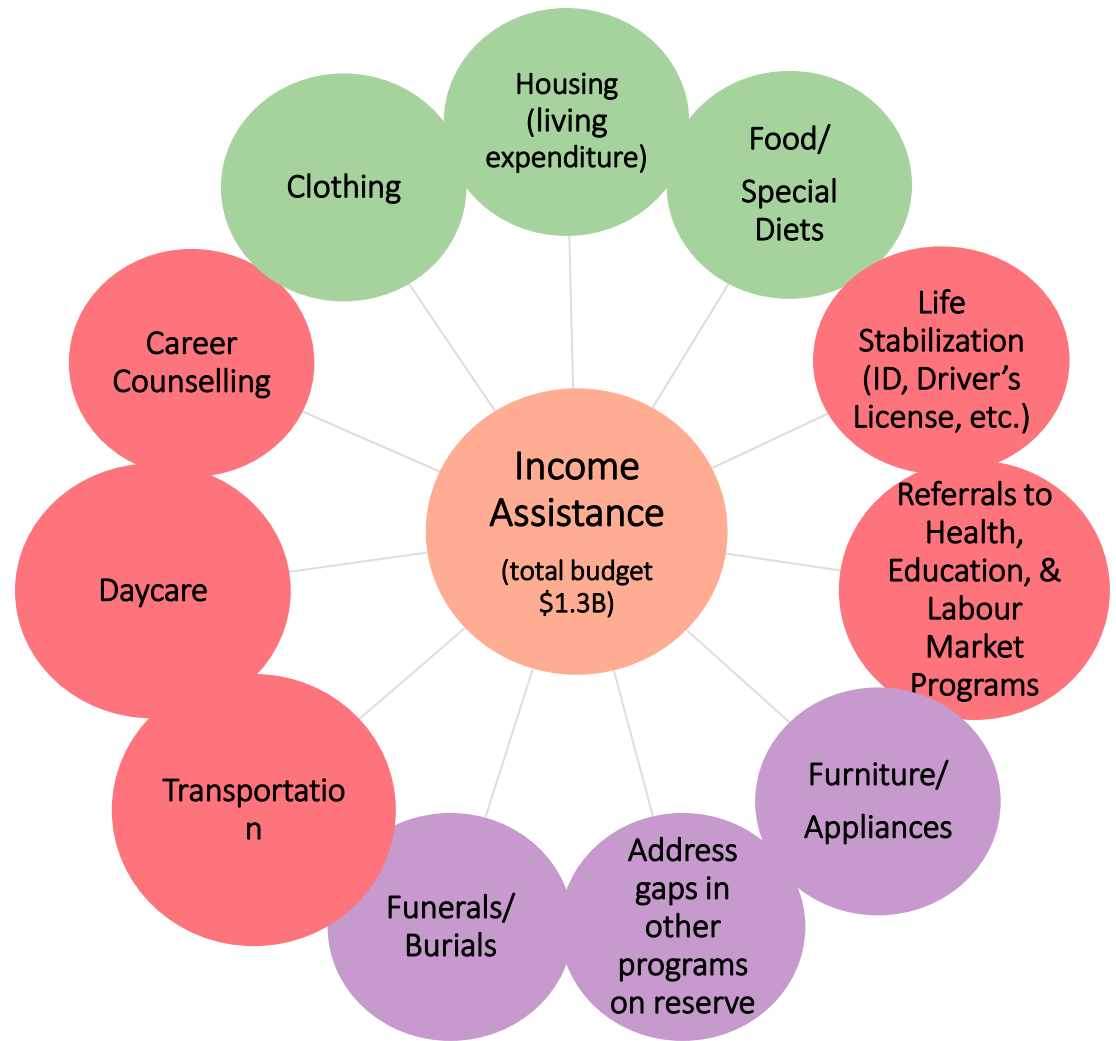 Housing
(living
expenditure)
Food/
Special
Diets
Life
Stabilization
(ID, Driver's
License, etc.)
Referrals to
Health,
Education, &
Labour
Market
Programs
Furniture/
Appliances
Address
gaps in
other
programs
on reserve
Funerals/
Burials
Transportatio
n
Daycare
Career
Counselling
Clothing
Income
Assistance
(total budget
$1.3B)